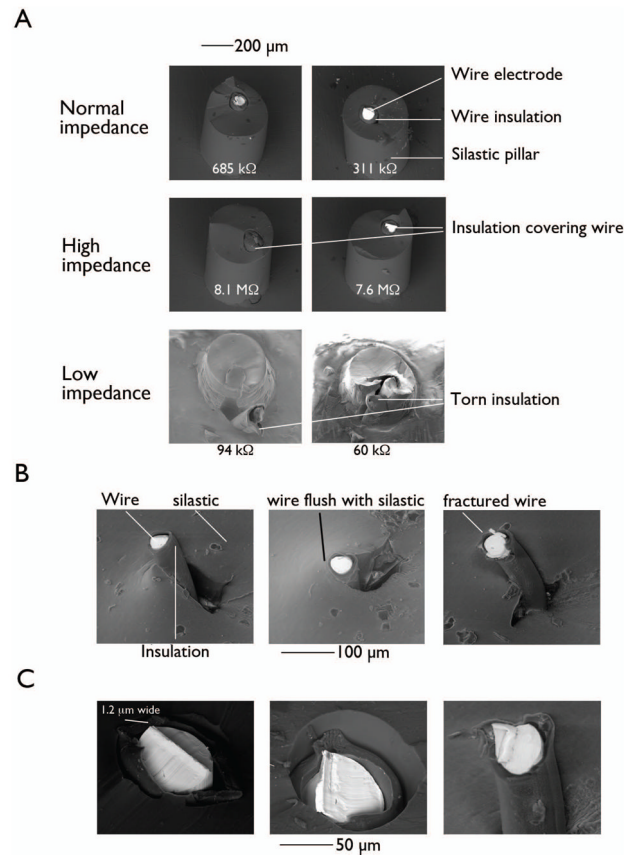 A
200 μm
Normal
impedance
685 kΩ
311 kΩ
Wire electrode
Wire insulation
Silastic pillar
High
impedance
8.1 MΩ
7.6 MΩ
Insulation covering wire
Low
impedance
94 kΩ
60 kΩ
Torn insulation
B
Wire
silastic
wire flush with silastic
fractured wire
Insulation
100 μm
C
1.2 μm wide
50 μm